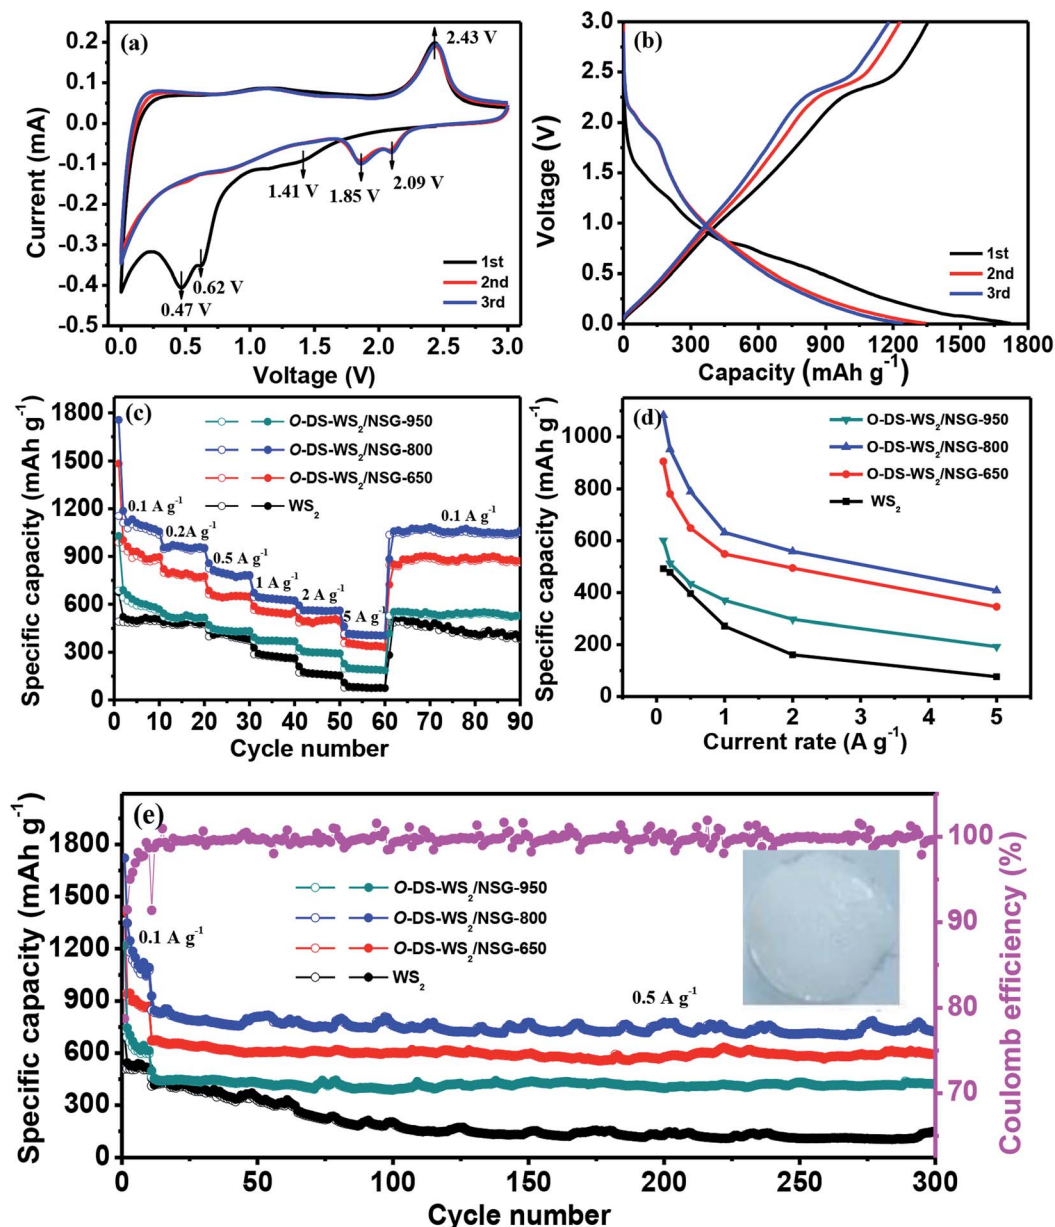 (a)
2.43 V
1.41 V
1.85 V
2.09 V
0.62 V
0.47 V
1st
2nd
3rd
0.2
0.1
0.0
-0.1
-0.2
-0.3
-0.4
-0.5
Current (mA)
0.0 0.5 1.0 1.5 2.0 2.5 3.0
Voltage (V)
(b)
3.0
2.5
2.0
1.5
1.0
0.5
0.0
Voltage (V)
1st
2nd
3rd
0 300 600 900 1200 1500 1800
Capacity (mAh g⁻¹)
(c)
O-DS-WS₂/NSG-950
O-DS-WS₂/NSG-800
O-DS-WS₂/NSG-650
WS₂
1800
1500
1200
900
600
300
0
Specific capacity (mAh g⁻¹)
0.1 A g⁻¹
0.2A g⁻¹
0.5 A g⁻¹
1 A g⁻¹
2 A g⁻¹
5 A g⁻¹
0.1 A g⁻¹
0 10 20 30 40 50 60 70 80 90
Cycle number
(d)
O-DS-WS₂/NSG-950
O-DS-WS₂/NSG-800
O-DS-WS₂/NSG-650
WS₂
1000
800
600
400
200
0
Specific capacity (mAh g⁻¹)
0 1 2 3 4 5
Current rate (A g⁻¹)
(e)
1800
1500
1200
900
600
300
0
Specific capacity (mAh g⁻¹)
0.1 A g⁻¹
O-DS-WS₂/NSG-950
O-DS-WS₂/NSG-800
O-DS-WS₂/NSG-650
WS₂
0.5 A g⁻¹
100
90
80
70
Coulomb efficiency (%)
0 50 100 150 200 250 300
Cycle number